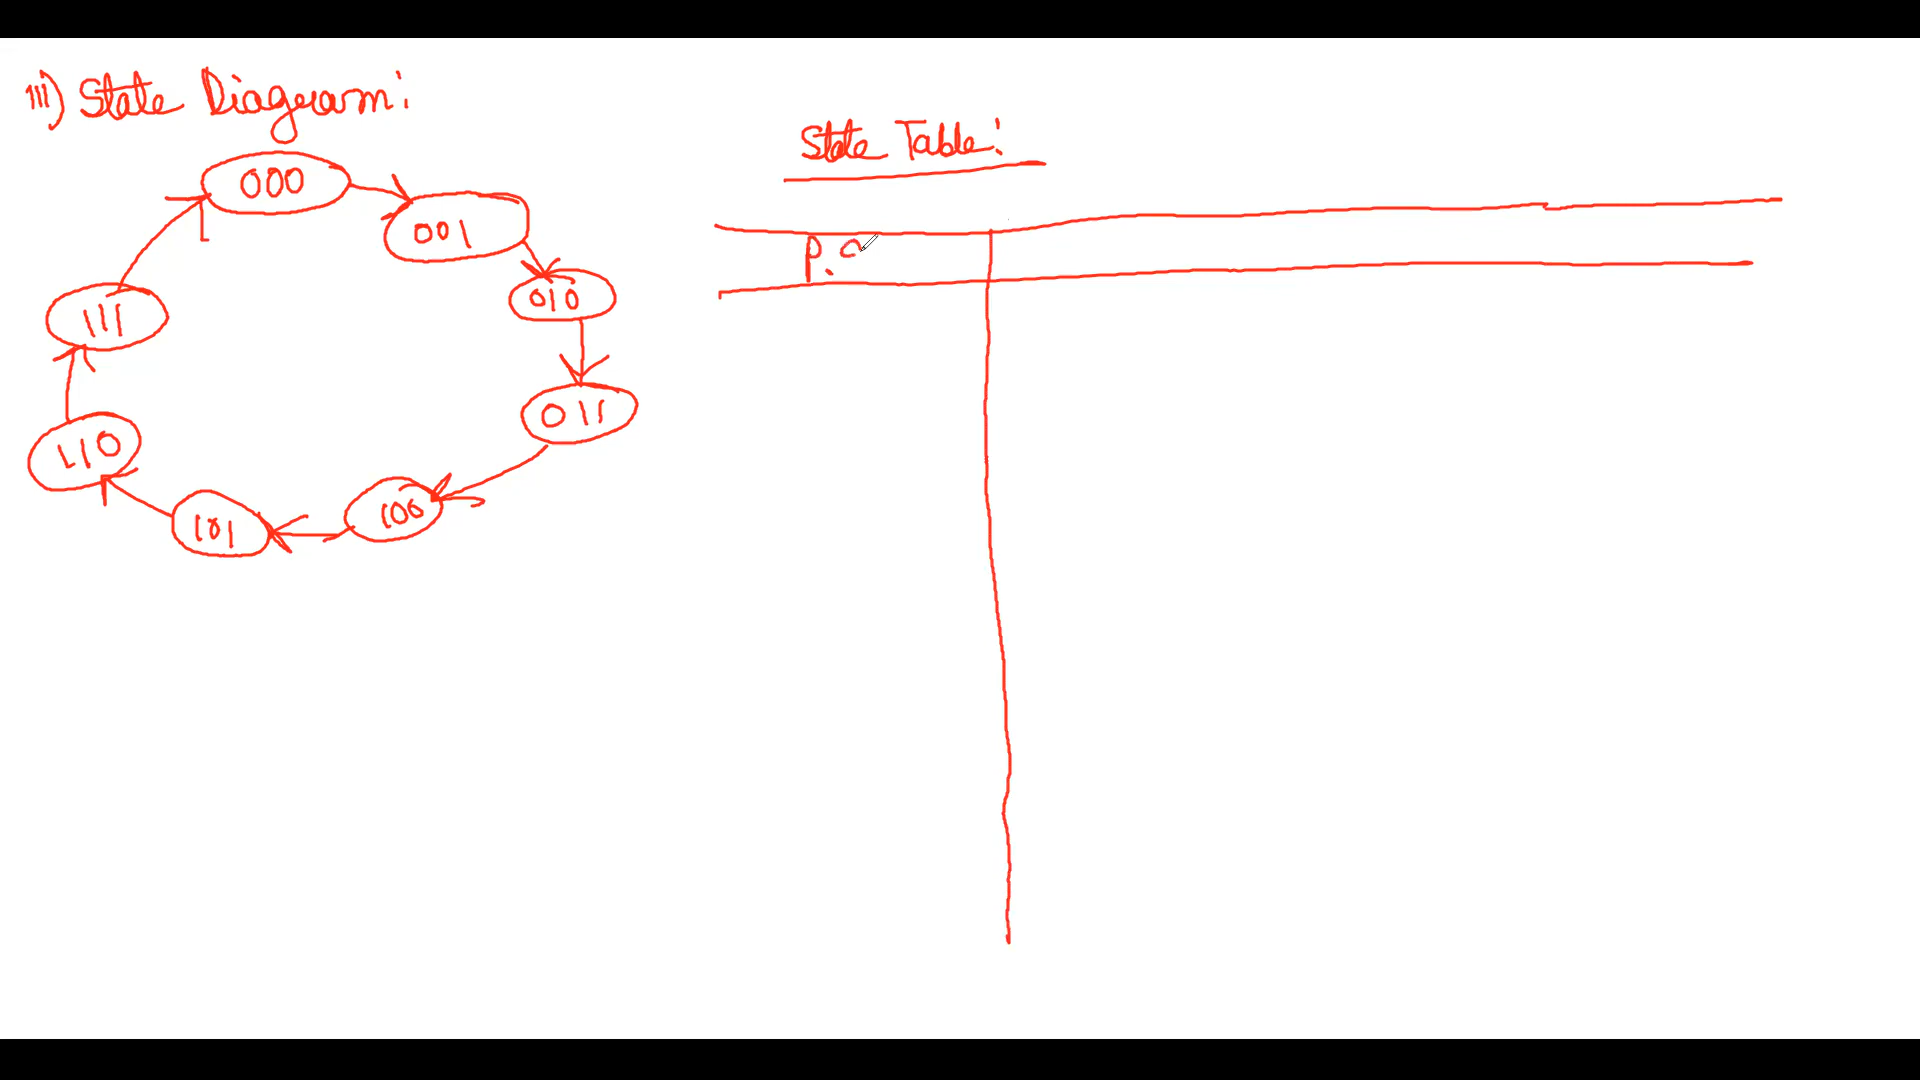 iii) State Diagram:
State Table:
000
001
P.
010
111
011
110
100
101